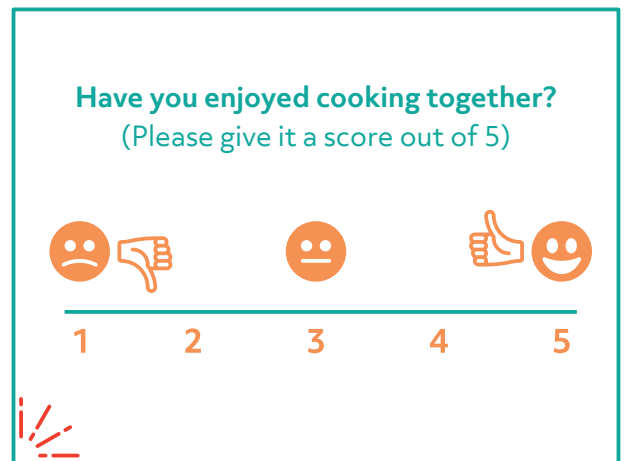 Have you enjoyed cooking together?
(Please give it a score out of 5)
1 2 3 4 5